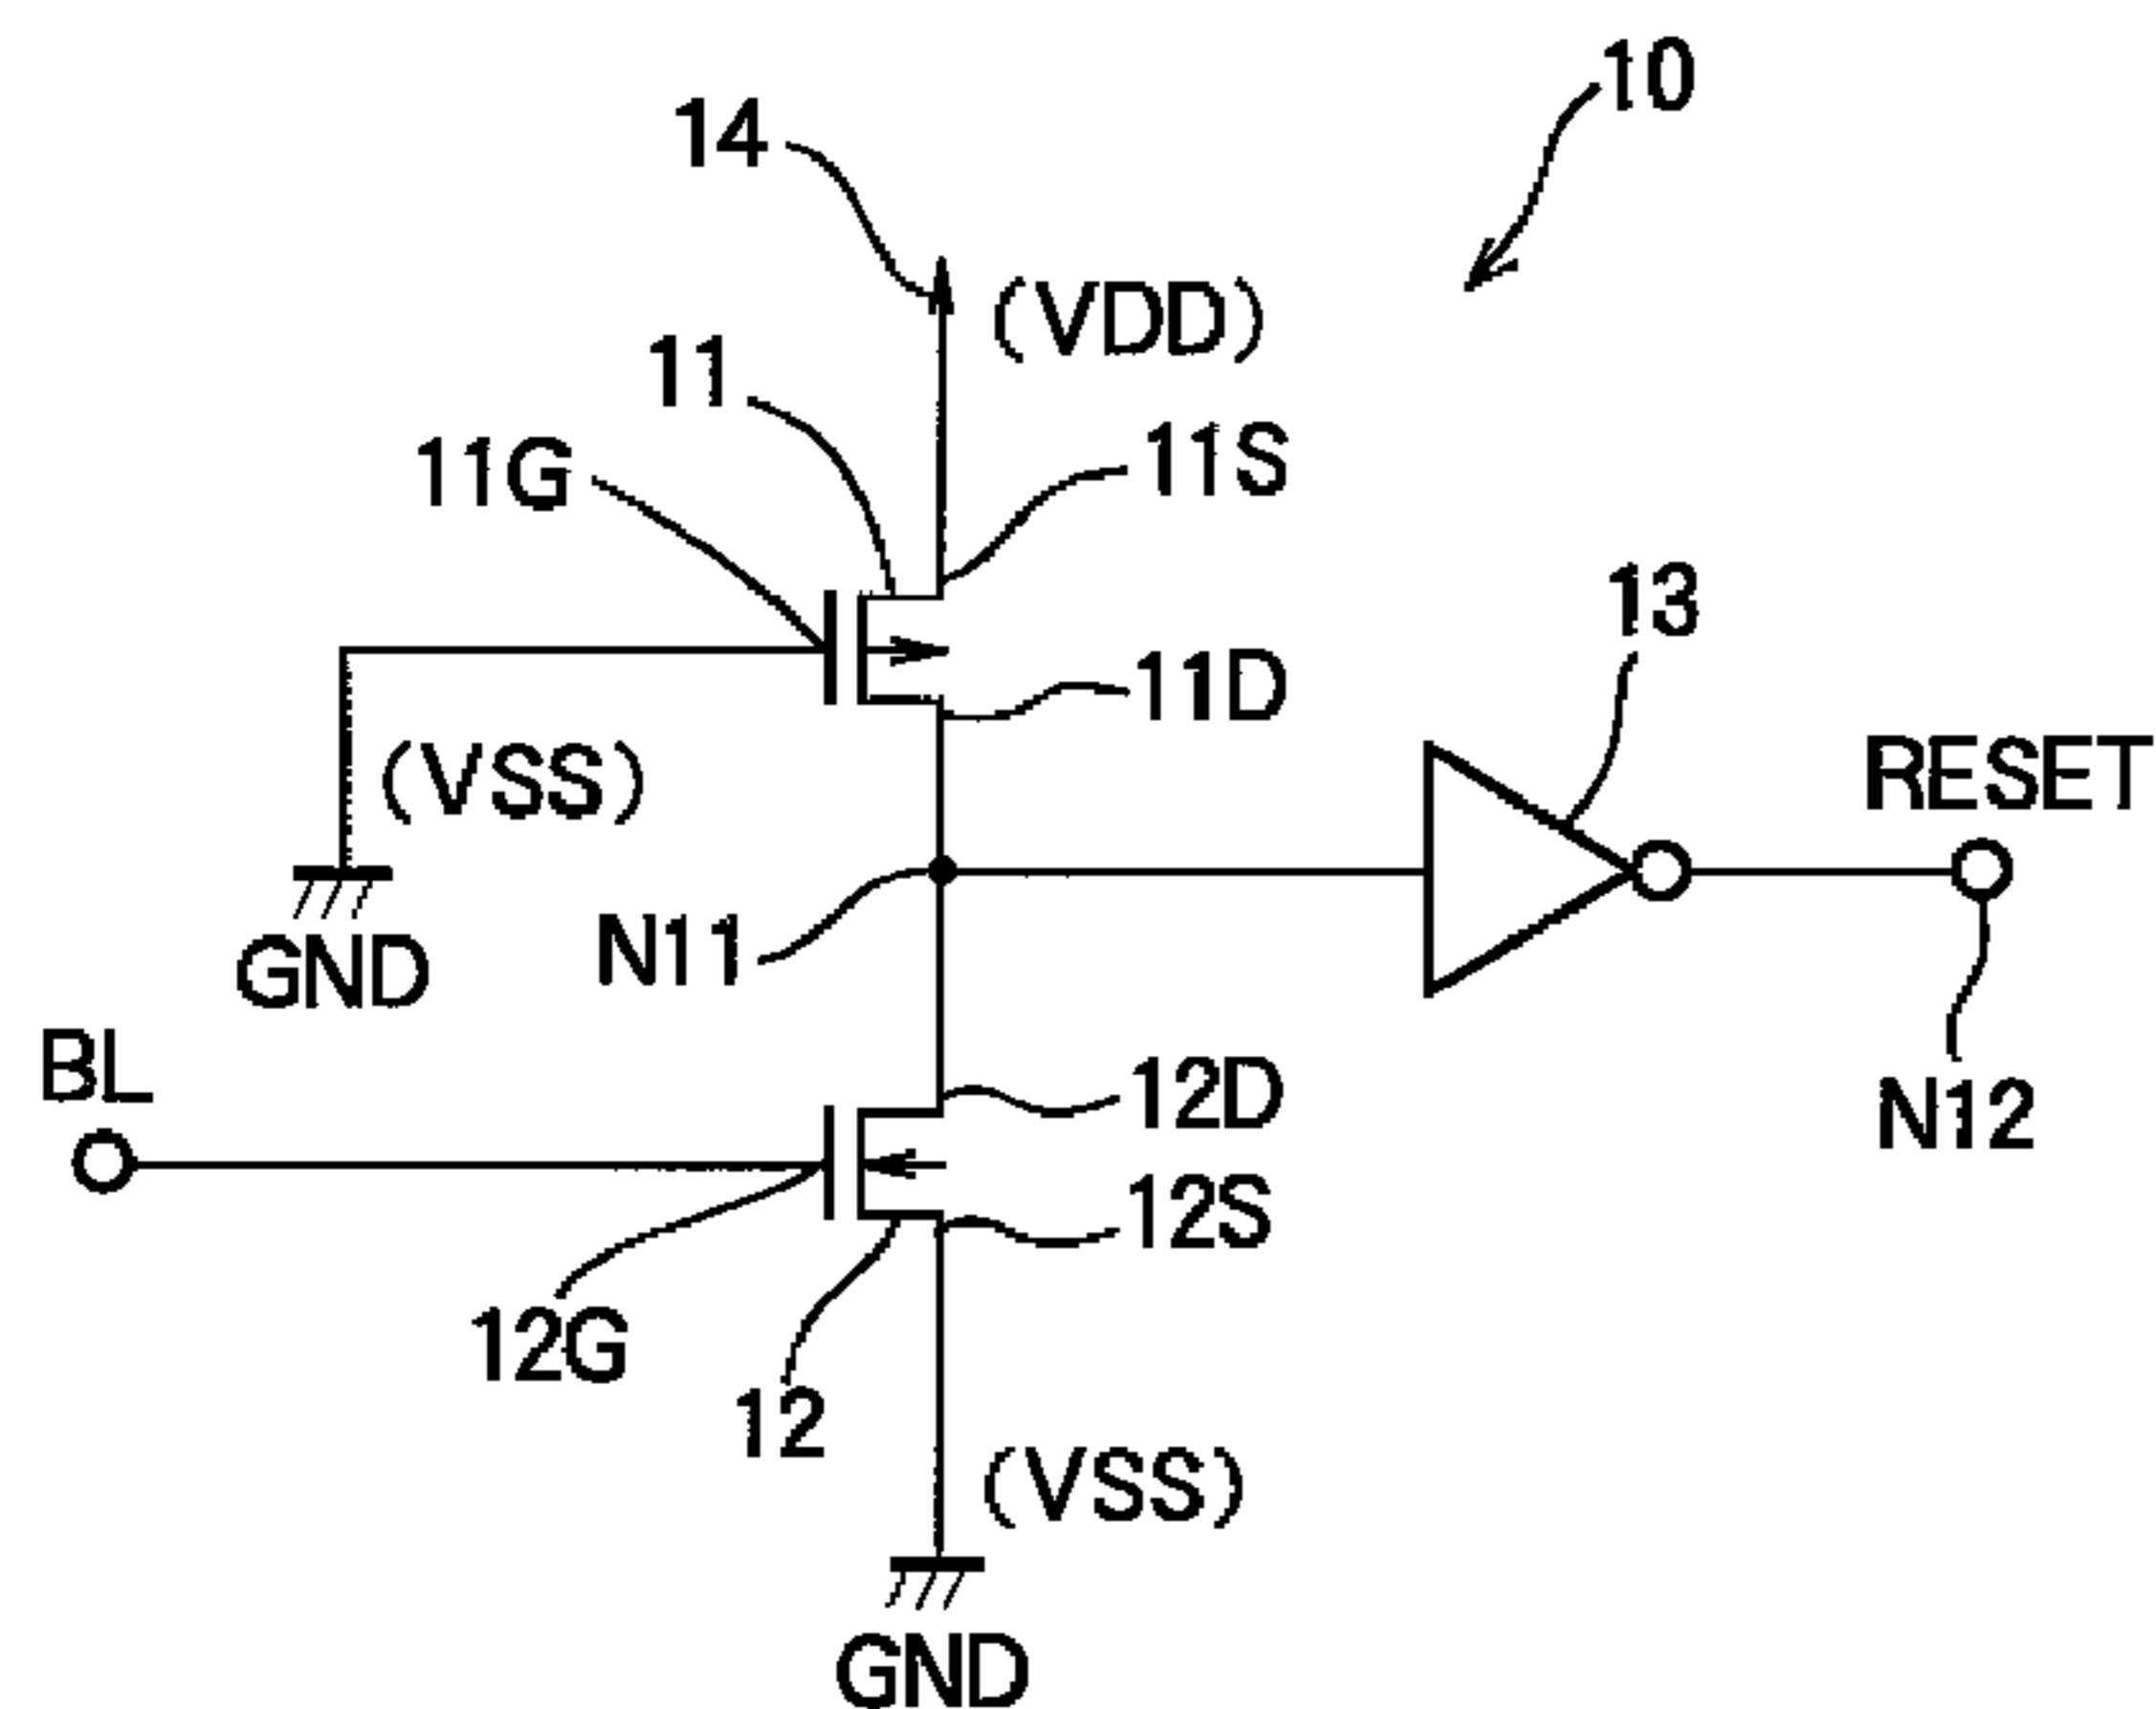 10
14
(VDD)
11
11S
11G
13
11D
(VSS)
RESET
N11
GND
BL
12D
N12
12S
12G
12
(VSS)
GND